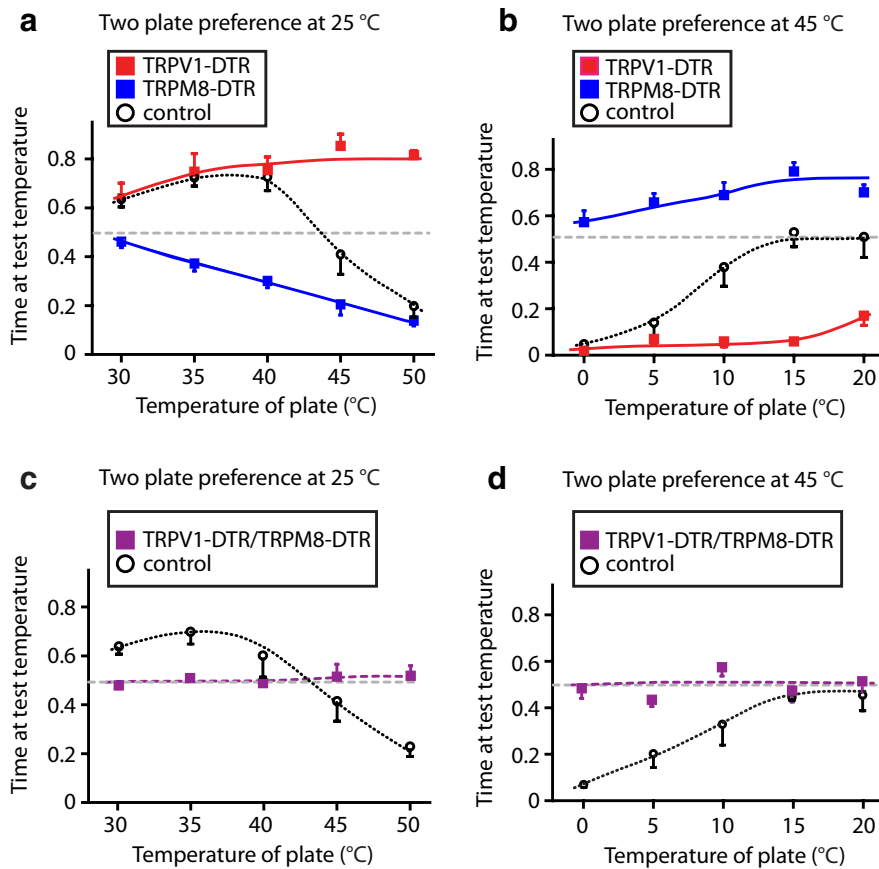 a
Two plate preference at 25 °C
TRPV1-DTR
TRPM8-DTR
control
Time at test temperature
0.8
0.6
0.4
0.2
0
30
35
40
45
50
Temperature of plate (°C)
b
Two plate preference at 45 °C
TRPV1-DTR
TRPM8-DTR
control
Time at test temperature
0.8
0.6
0.4
0.2
0
0
5
10
15
20
Temperature of plate (°C)
c
Two plate preference at 25 °C
TRPV1-DTR/TRPM8-DTR
control
Time at test temperature
0.8
0.6
0.4
0.2
0
30
35
40
45
50
Temperature of plate (°C)
d
Two plate preference at 45 °C
TRPV1-DTR/TRPM8-DTR
control
Time at test temperature
0.8
0.6
0.4
0.2
0
0
5
10
15
20
Temperature of plate (°C)